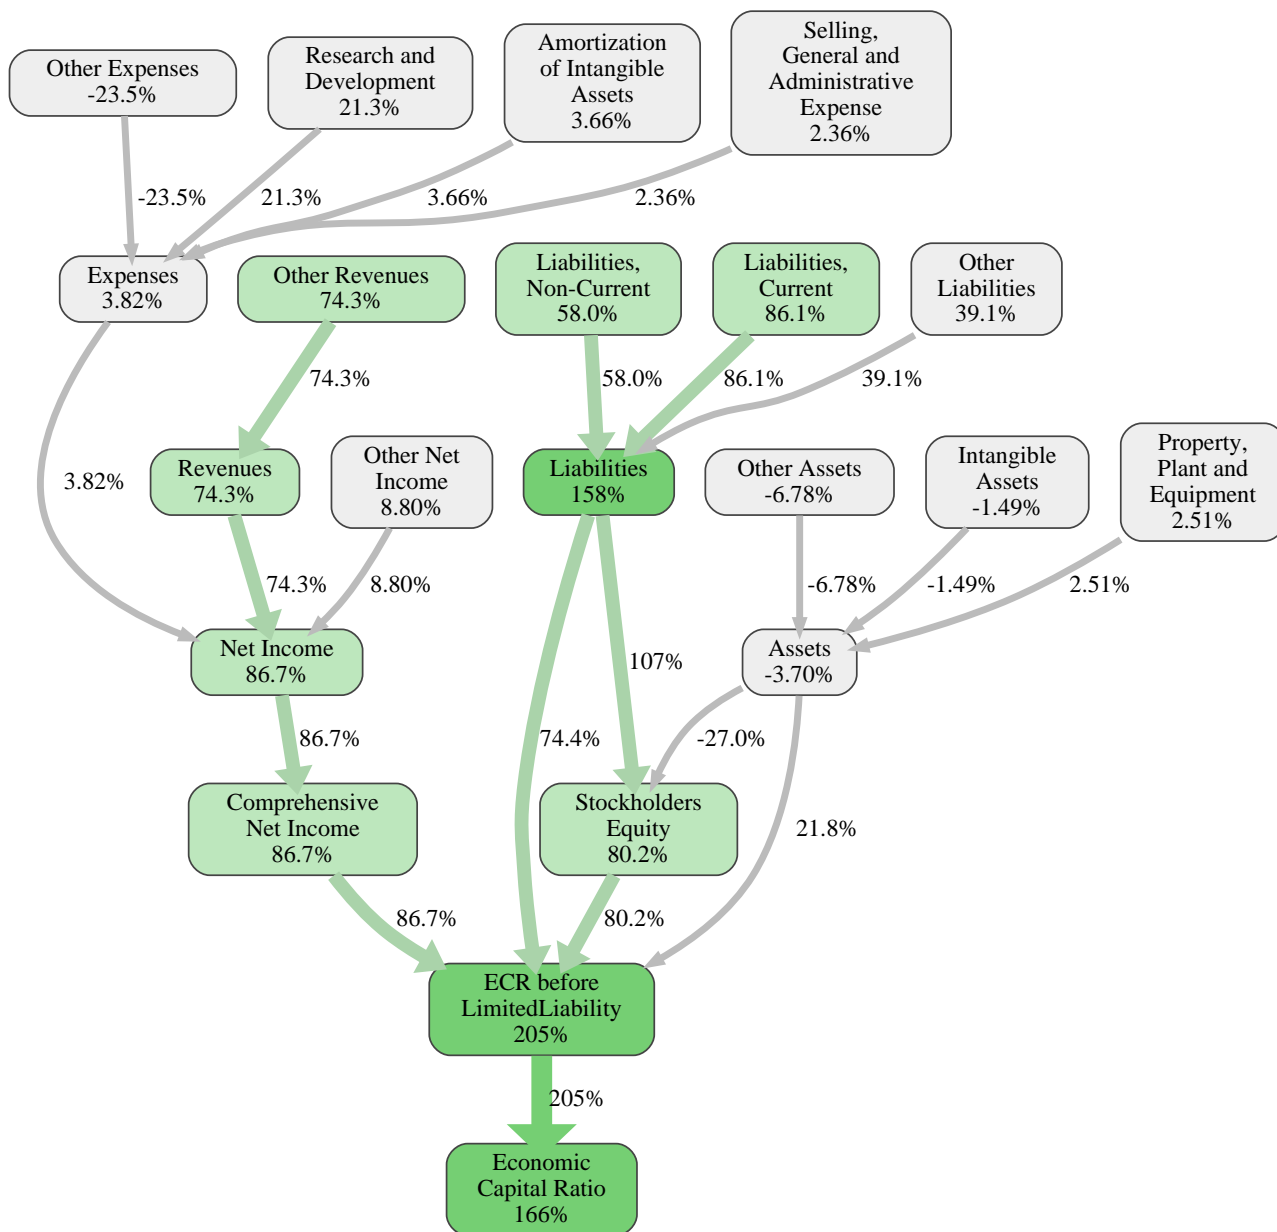 Other Expenses
-23.5%
Research and
Development
21.3%
Amortization
of Intangible
Assets
3.66%
Selling,
General and
Administrative
Expense
2.36%
-23.5%
21.3%
3.66%
2.36%
Expenses
3.82%
Other Revenues
74.3%
Liabilities,
Non-Current
58.0%
Liabilities,
Current
86.1%
Other
Liabilities
39.1%
74.3%
58.0%
86.1%
39.1%
3.82%
Revenues
74.3%
Other Net
Income
8.80%
Liabilities
158%
Other Assets
-6.78%
Intangible
Assets
-1.49%
Property,
Plant and
Equipment
2.51%
74.3%
8.80%
-6.78%
-1.49%
2.51%
Net Income
86.7%
107%
Assets
-3.70%
86.7%
74.4%
-27.0%
Comprehensive
Net Income
86.7%
Stockholders
Equity
80.2%
21.8%
86.7%
80.2%
ECR before
LimitedLiability
205%
205%
Economic
Capital Ratio
166%